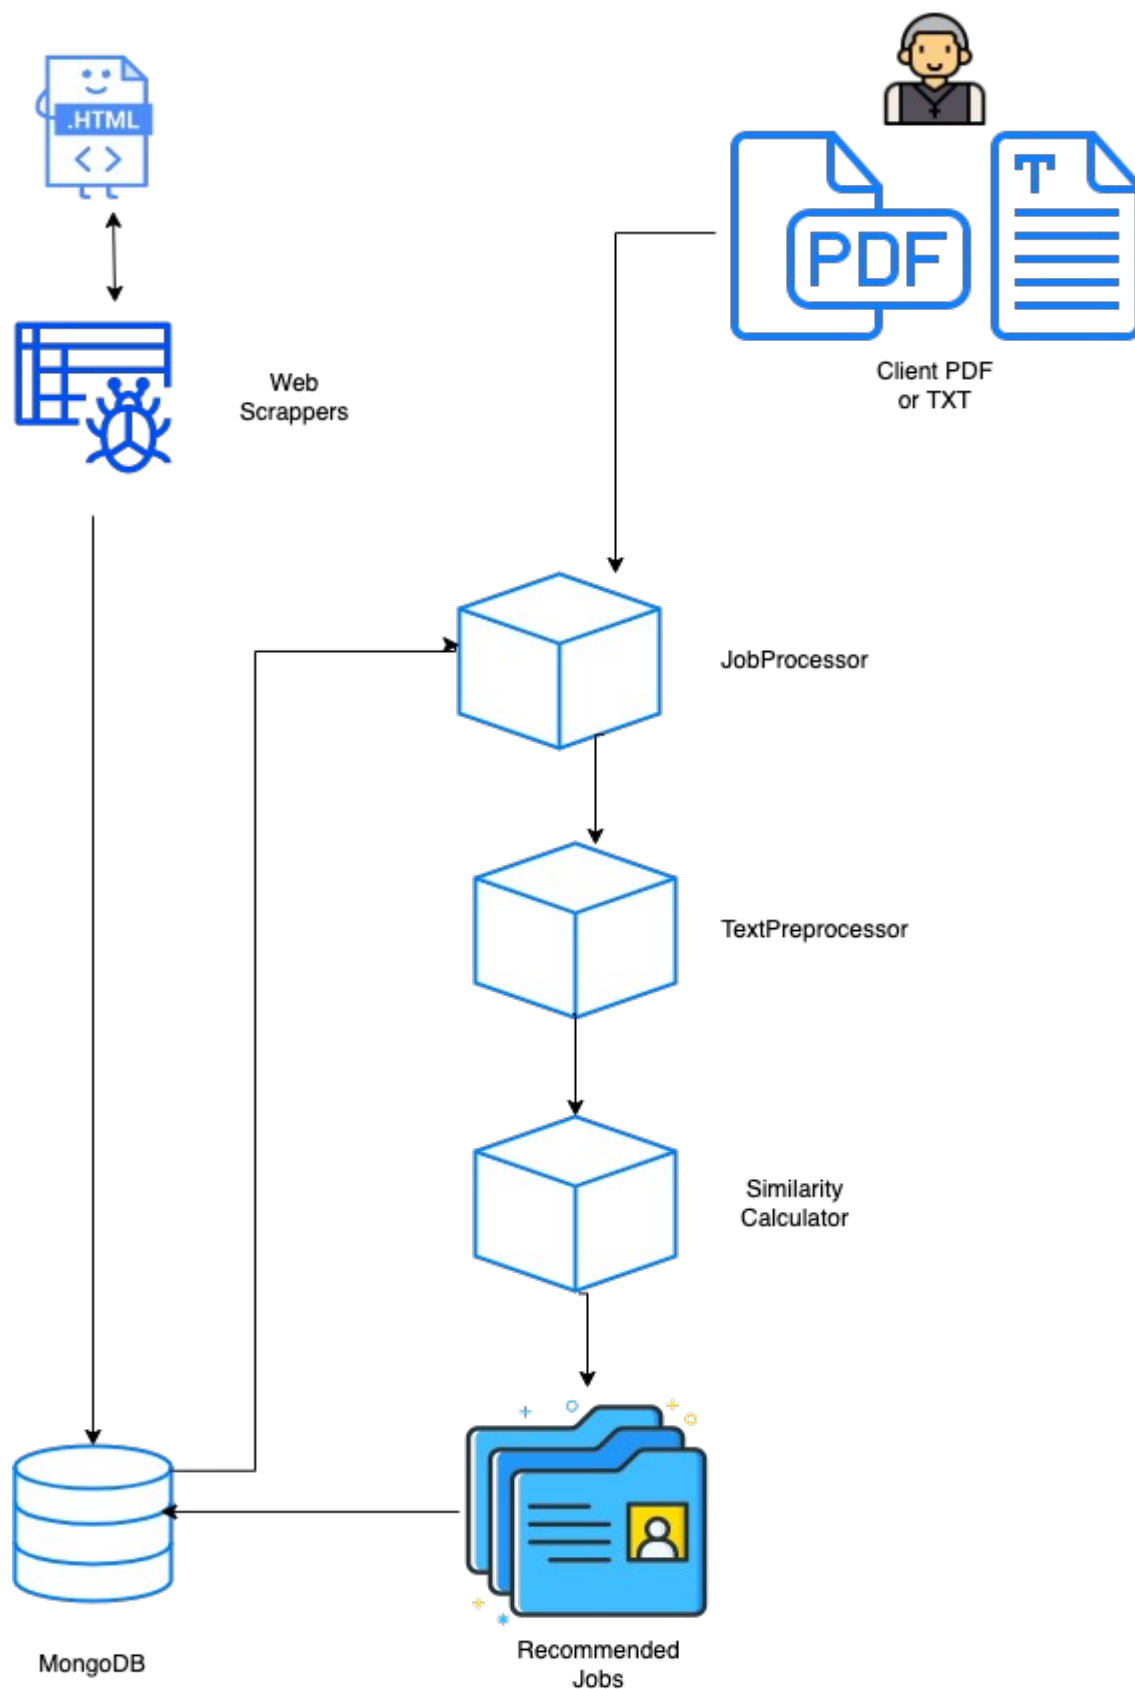 .HTML
< >
PDF
T
Client PDF
or TXT
Web
Scrappers
JobProcessor
TextPreprocessor
Similarity
Calculator
Recommended
Jobs
MongoDB